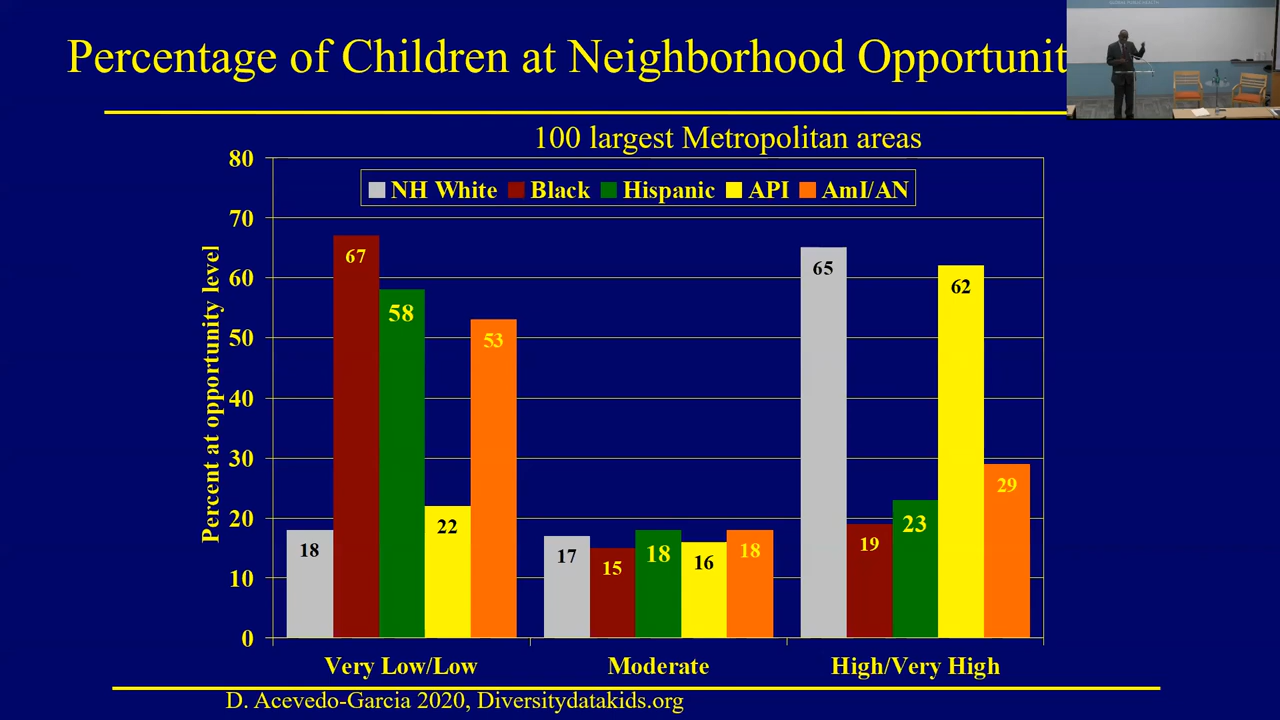 Percentage of Children at Neighborhood Opportunit
GLOBAL PUBLIC HEALTH
100 largest Metropolitan areas
NH White Black Hispanic API AmI/AN
Percent at opportunity level
80
70
60
50
40
30
20
10
0
18 67 58 22 53
17 15 18 16 18
65 19 23 62 29
Very Low/Low Moderate High/Very High
D. Acevedo-Garcia 2020, Diversitydatakids.org